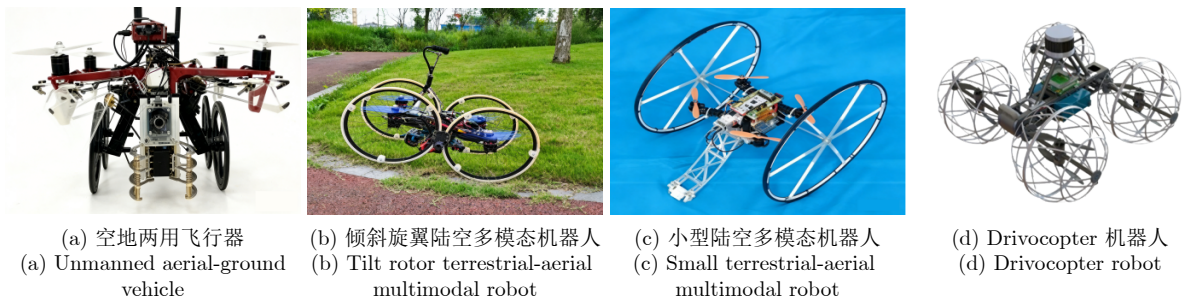 (a) 空地两用飞行器
(a) Unmanned aerial-ground
vehicle
(b) 倾斜旋翼陆空多模态机器人
(b) Tilt rotor terrestrial-aerial
multimodal robot
(c) 小型陆空多模态机器人
(c) Small terrestrial-aerial
multimodal robot
(d) Drivocopter 机器人
(d) Drivocopter robot